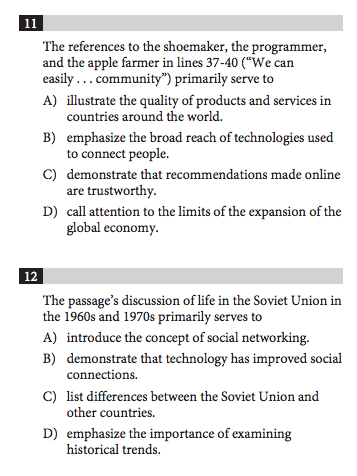 11
The references to the shoemaker, the programmer,
and the apple farmer in lines 37-40 (“We can
easily . . . community”) primarily serve to
A) illustrate the quality of products and services in
countries around the world.
B) emphasize the broad reach of technologies used
to connect people.
C) demonstrate that recommendations made online
are trustworthy.
D) call attention to the limits of the expansion of the
global economy.
12
The passage’s discussion of life in the Soviet Union in
the 1960s and 1970s primarily serves to
A) introduce the concept of social networking.
B) demonstrate that technology has improved social
connections.
C) list differences between the Soviet Union and
other countries.
D) emphasize the importance of examining
historical trends.